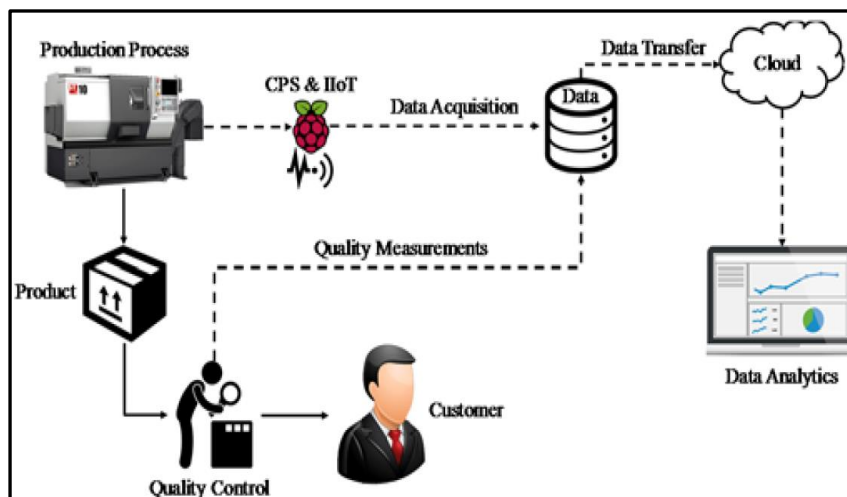 Production Process
CPS & IIoT
Data Acquisition
Data
Data Transfer
Cloud
Quality Measurements
Product
Data Analytics
Customer
Quality Control